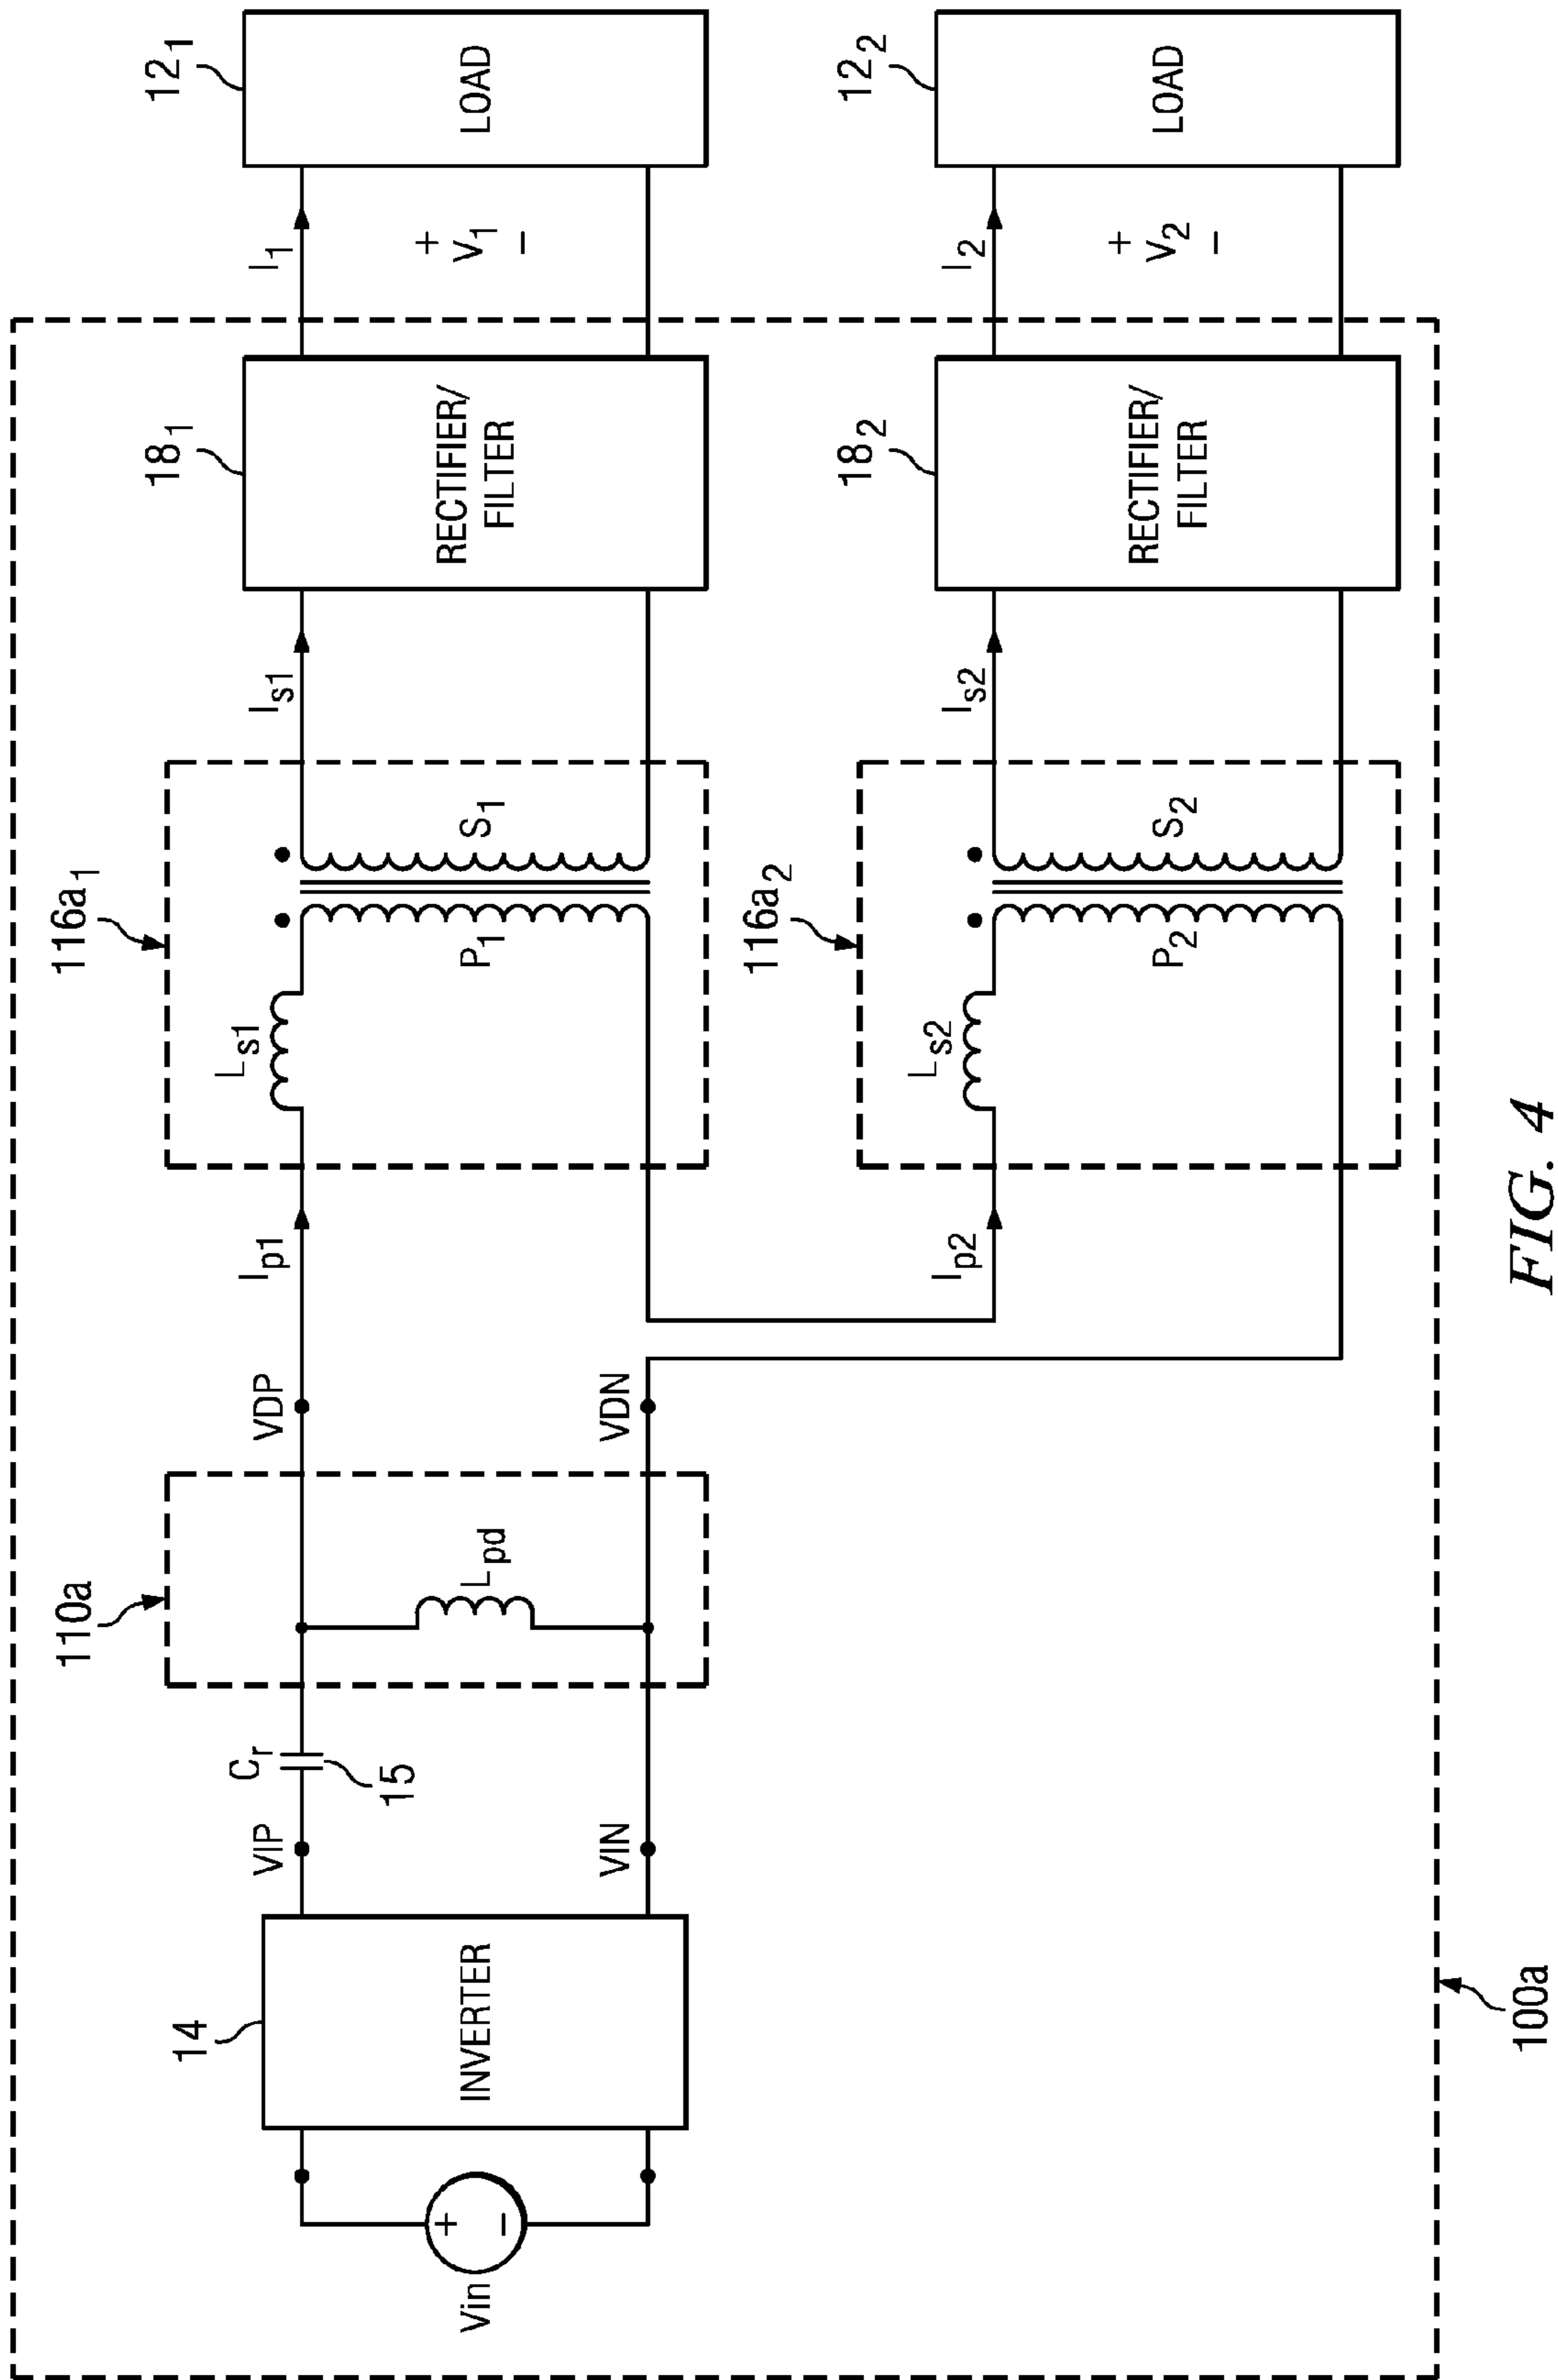 100a
Vin
+
−
14
INVERTER
VIP
VIN
Cr
15
110a
Lpd
VDP
VDN
Ip1
116a1
Ls1
P1
S1
Is1
181
RECTIFIER/
FILTER
I1
+
V1
−
121
LOAD
Ip2
116a2
Ls2
P2
S2
Is2
182
RECTIFIER/
FILTER
I2
+
V2
−
122
LOAD
FIG. 4